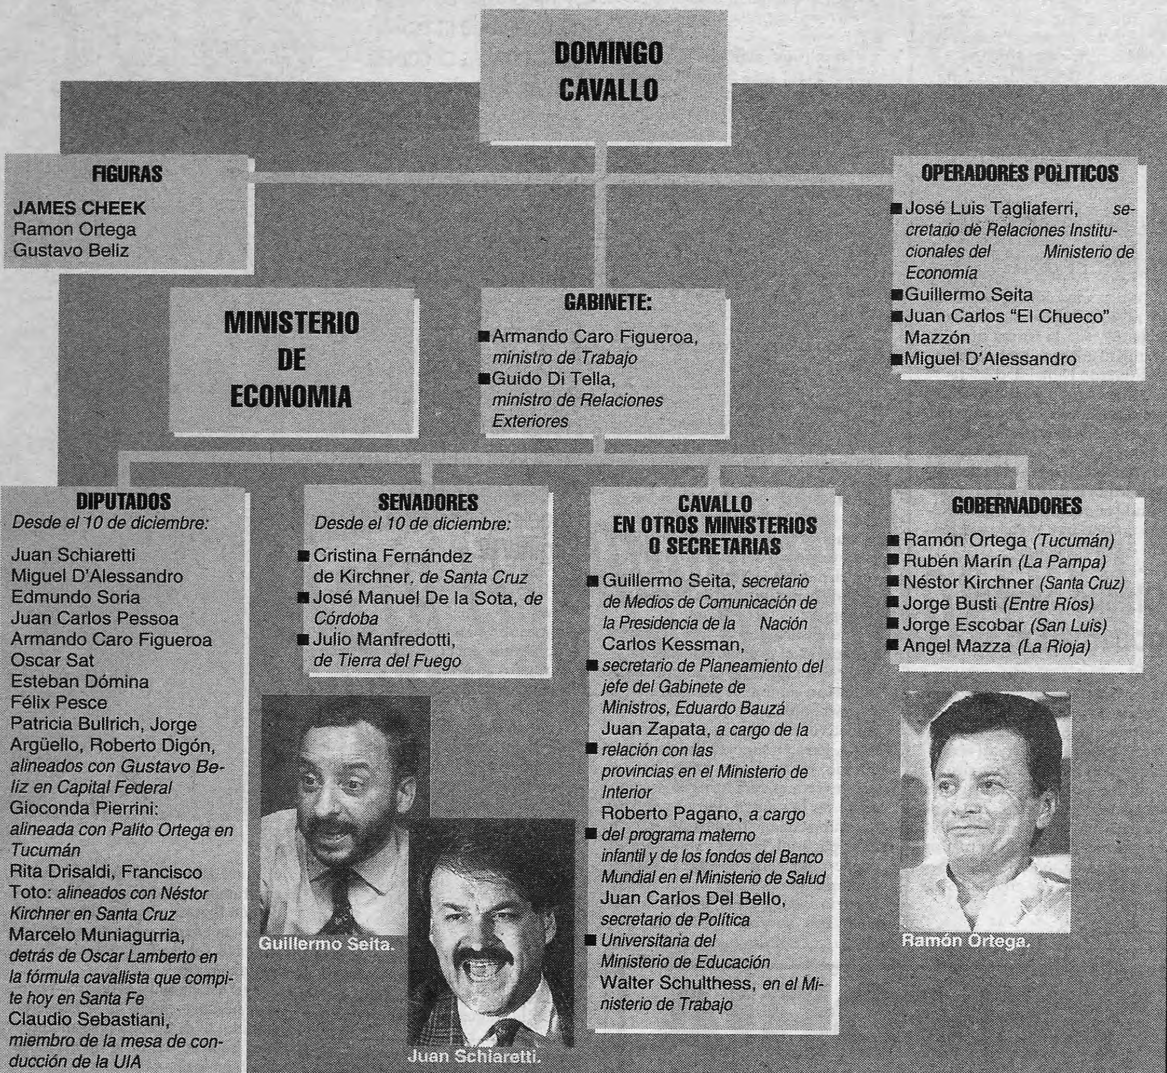 DOMINGO
CAVALLO
FIGURAS
JAMES CHEEK
Ramon Ortega
Gustavo Beliz
OPERADORES POLITICOS
■ José Luis Tagliaferri, se-
cretario de Relaciones Institu-
cionales del Ministerio de
Economía
■ Guillermo Seita
■ Juan Carlos "El Chueco"
Mazzón
■ Miguel D'Alessandro
MINISTERIO
DE
ECONOMIA
GABINETE:
■ Armando Caro Figueroa,
ministro de Trabajo
■ Guido Di Tella,
ministro de Relaciones
Exteriores
DIPUTADOS
Desde el 10 de diciembre:
Juan Schiaretti
Miguel D'Alessandro
Edmundo Soria
Juan Carlos Pessoa
Armando Caro Figueroa
Oscar Sat
Esteban Dómina
Félix Pesce
Patricia Bullrich, Jorge
Argüello, Roberto Digón,
alineados con Gustavo Be-
liz en Capital Federal
Gioconda Pierrini:
alineada con Palito Ortega en
Tucumán
Rita Drisaldi, Francisco
Toto: alineados con Néstor
Kirchner en Santa Cruz
Marcelo Muniagurria,
detrás de Oscar Lamberto en
la fórmula cavallista que compi-
te hoy en Santa Fe
Claudio Sebastiani,
miembro de la mesa de con-
ducción de la UIA
SENADORES
Desde el 10 de diciembre:
■ Cristina Fernández
de Kirchner, de Santa Cruz
■ José Manuel De la Sota, de
Córdoba
■ Julio Manfredotti,
de Tierra del Fuego
CAVALLO
EN OTROS MINISTERIOS
O SECRETARIAS
■ Guillermo Seita, secretario
de Medios de Comunicación de
la Presidencia de la Nación
Carlos Kessman,
■ secretario de Planeamiento del
jefe del Gabinete de
Ministros, Eduardo Bauzá
Juan Zapata, a cargo de la
■ relación con las
provincias en el Ministerio de
Interior
Roberto Pagano, a cargo
■ del programa materno
infantil y de los fondos del Banco
Mundial en el Ministerio de Salud
Juan Carlos Del Bello,
secretario de Política
■ Universitaria del
Ministerio de Educación
Walter Schulthess, en el Mi-
nisterio de Trabajo
GOBERNADORES
■ Ramón Ortega (Tucumán)
■ Rubén Marín (La Pampa)
■ Néstor Kirchner (Santa Cruz)
■ Jorge Busti (Entre Ríos)
■ Jorge Escobar (San Luis)
■ Angel Mazza (La Rioja)
Guillermo Seita.
Juan Schiaretti.
Ramón Ortega.